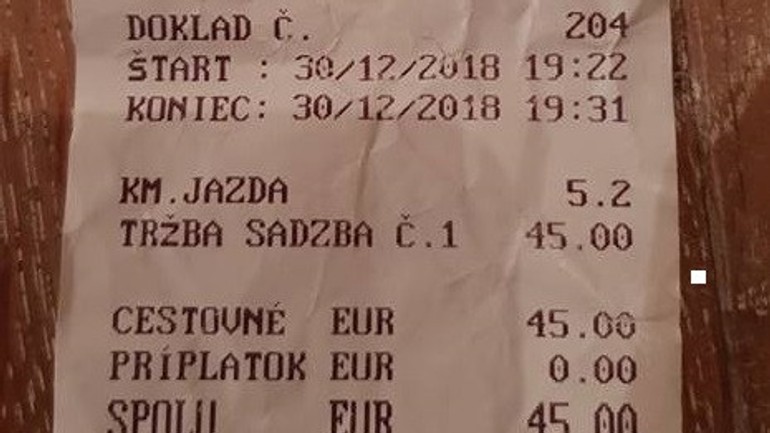 DOKLAD Č. 204
ŠTART : 30/12/2018 19:22
KONIEC: 30/12/2018 19:31
KM.JAZDA 5.2
TRŽBA SADZBA Č.1 45.00
CESTOVNÉ EUR 45.00
PRÍPLATOK EUR 0.00
SPOLU EUR 45.00